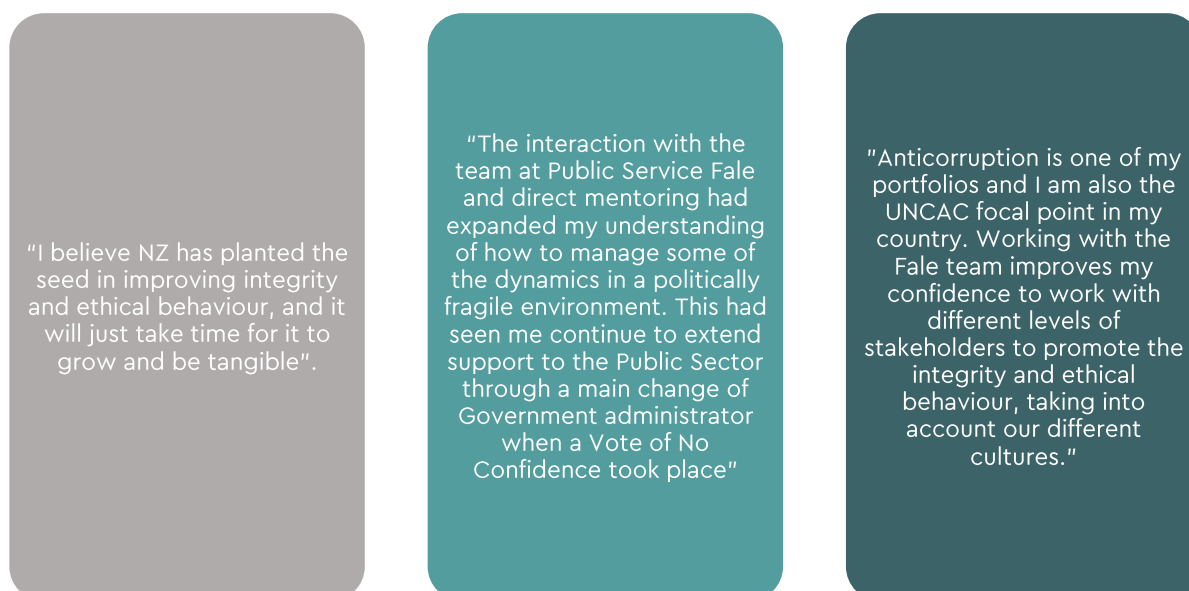 “I believe NZ has planted the
seed in improving integrity
and ethical behaviour, and it
will just take time for it to
grow and be tangible”.
“The interaction with the
team at Public Service Fale
and direct mentoring had
expanded my understanding
of how to manage some of
the dynamics in a politically
fragile environment. This had
seen me continue to extend
support to the Public Sector
through a main change of
Government administrator
when a Vote of No
Confidence took place”
”Anticorruption is one of my
portfolios and I am also the
UNCAC focal point in my
country. Working with the
Fale team improves my
confidence to work with
different levels of
stakeholders to promote the
integrity and ethical
behaviour, taking into
account our different
cultures.”